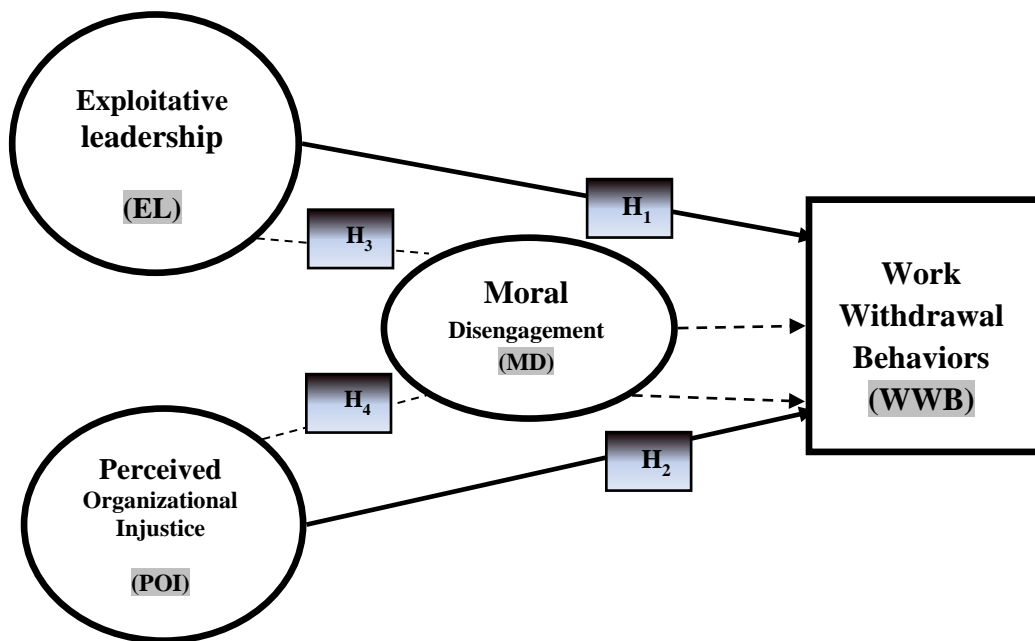 Exploitative
leadership
(EL)
H1
H3
Moral
Disengagement
(MD)
Work
Withdrawal
Behaviors
(WWB)
H4
H2
Perceived
Organizational
Injustice
(POI)